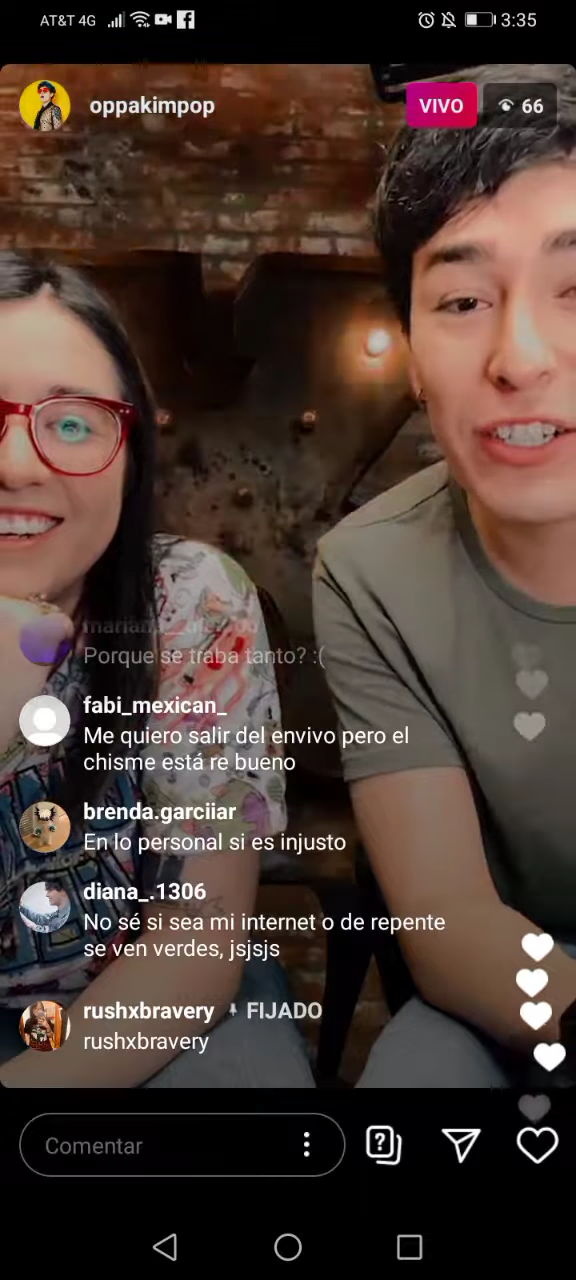 AT&T 4G
3:35
oppakimpop
VIVO
66
Porque se traba tanto? :(
fabi_mexican_
Me quiero salir del envivo pero el
chisme está re bueno
brenda.garciiar
En lo personal si es injusto
diana_.1306
No sé si sea mi internet o de repente
se ven verdes, jsjsjs
rushxbravery FIJADO
rushxbravery
Comentar